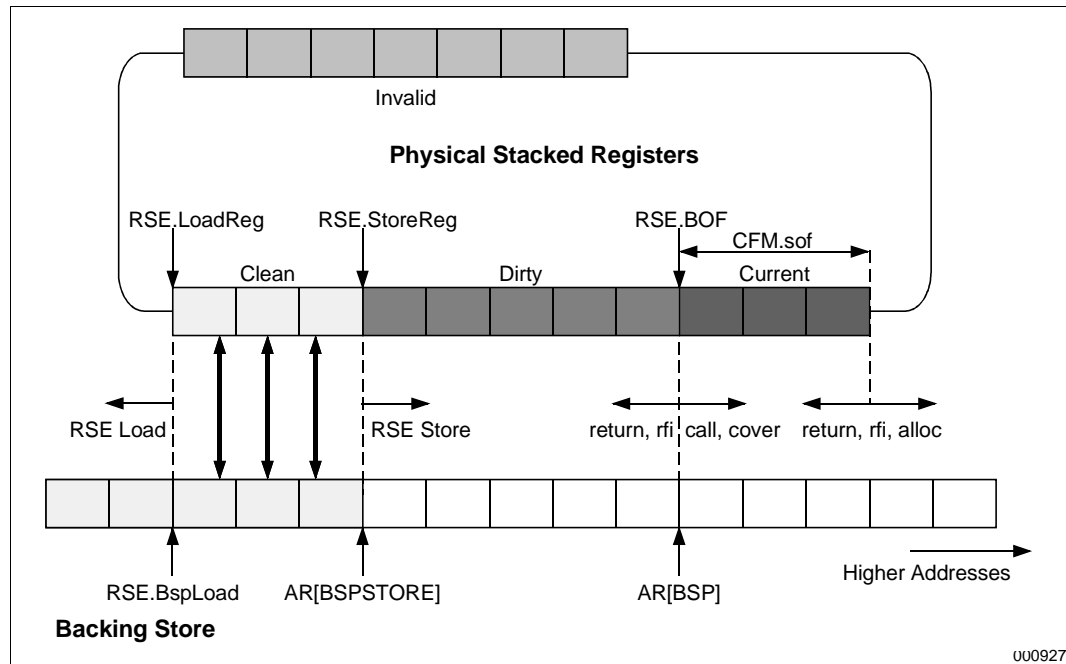 Invalid
Physical Stacked Registers
RSE.LoadReg
RSE.StoreReg
RSE.BOF
CFM.sof
Clean
Dirty
Current
RSE Load
RSE Store
return, rfi
call, cover
return, rfi, alloc
Higher Addresses
RSE.BspLoad
AR[BSPSTORE]
AR[BSP]
Backing Store
000927